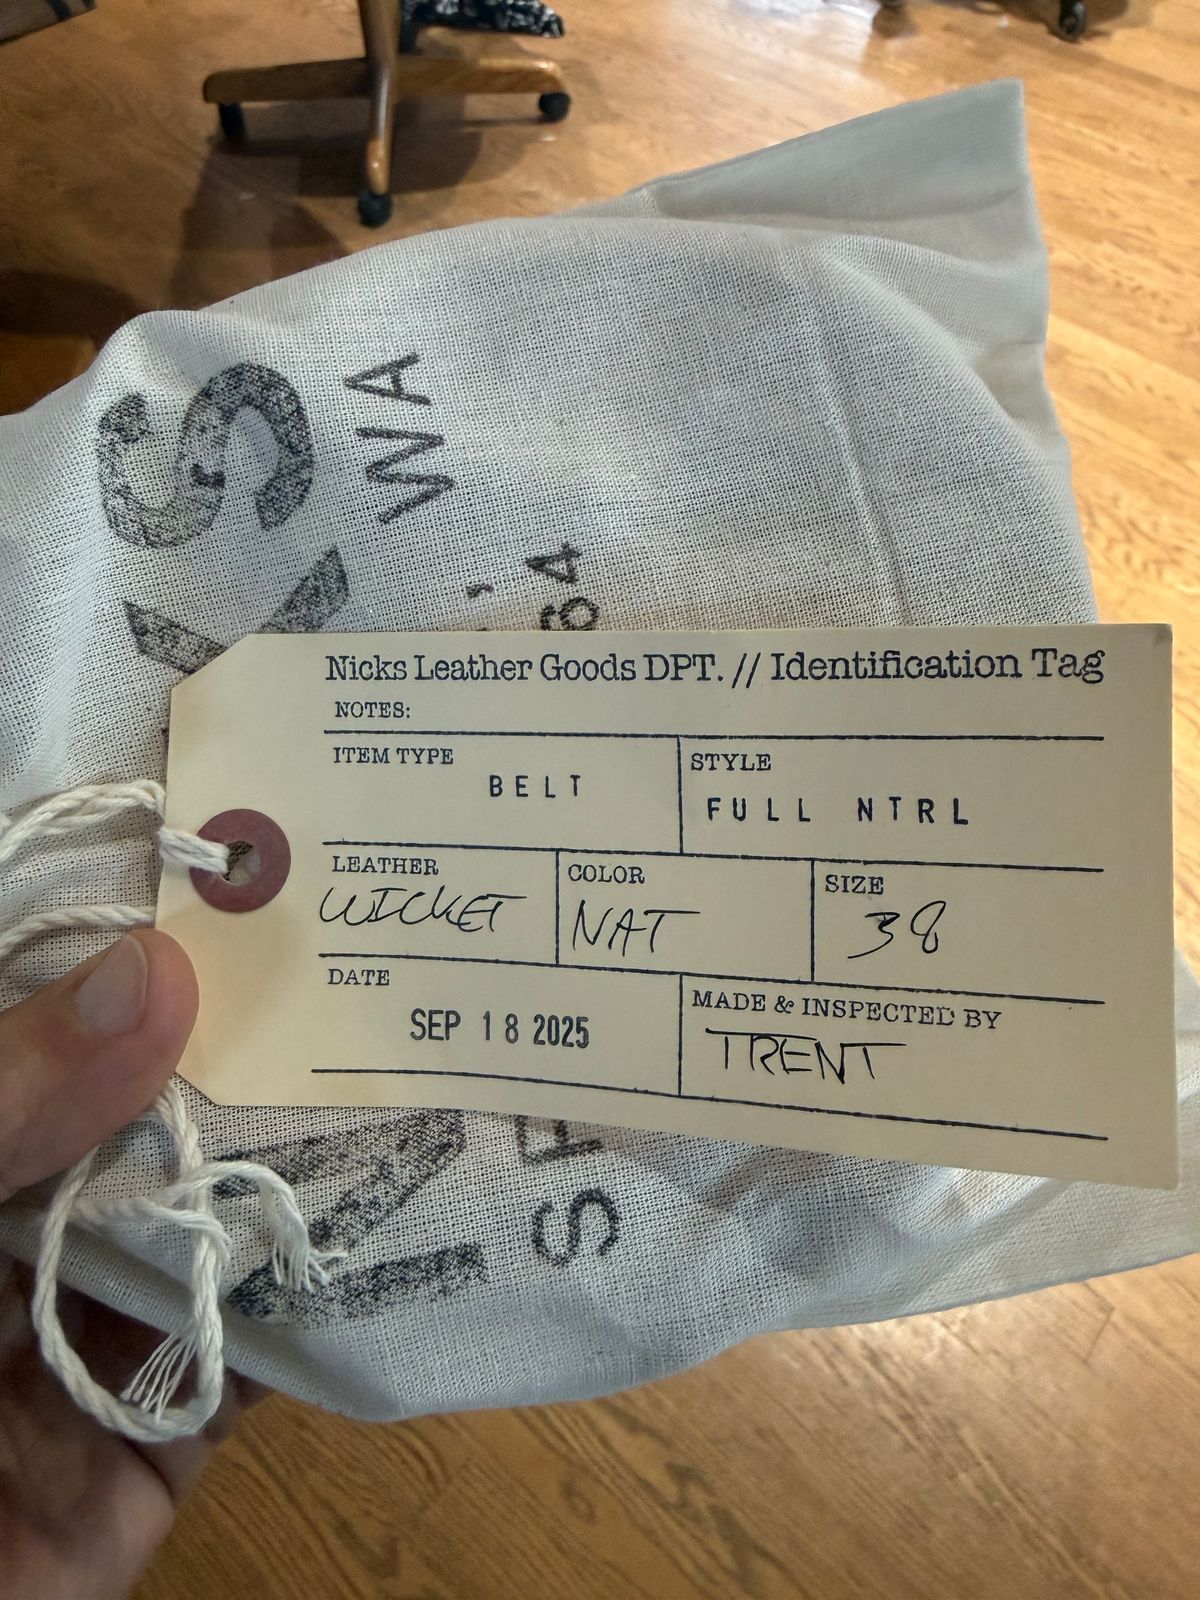 Nicks Leather Goods DPT. // Identification Tag
NOTES:
ITEM TYPE
BELT
STYLE
FULL NTRL
LEATHER
WICKET
COLOR
NAT
SIZE
38
DATE
SEP 18 2025
MADE & INSPECTED BY
TRENT
WA
64